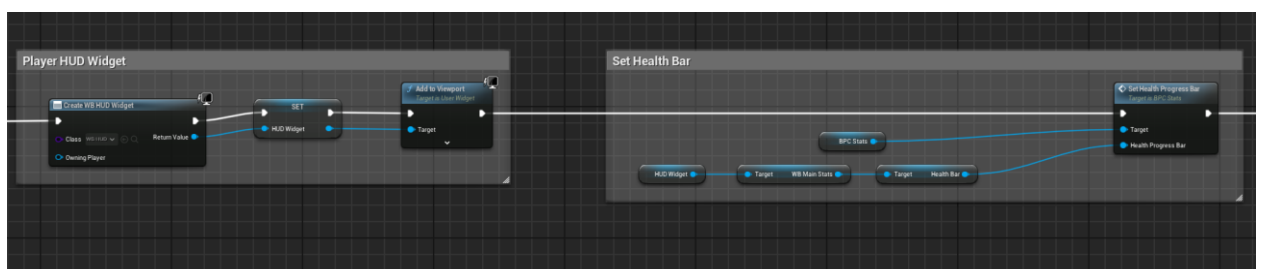 Player HUD Widget
Create WB HUD Widget
Class WB HUD
Return Value
Owning Player
SET
HUD Widget
f Add to Viewport
Target is User Widget
Target
Set Health Bar
BPC Stats
HUD Widget
Target WB Main Stats
Target Health Bar
Set Health Progress Bar
Target is BPC Stats
Target
Health Progress Bar